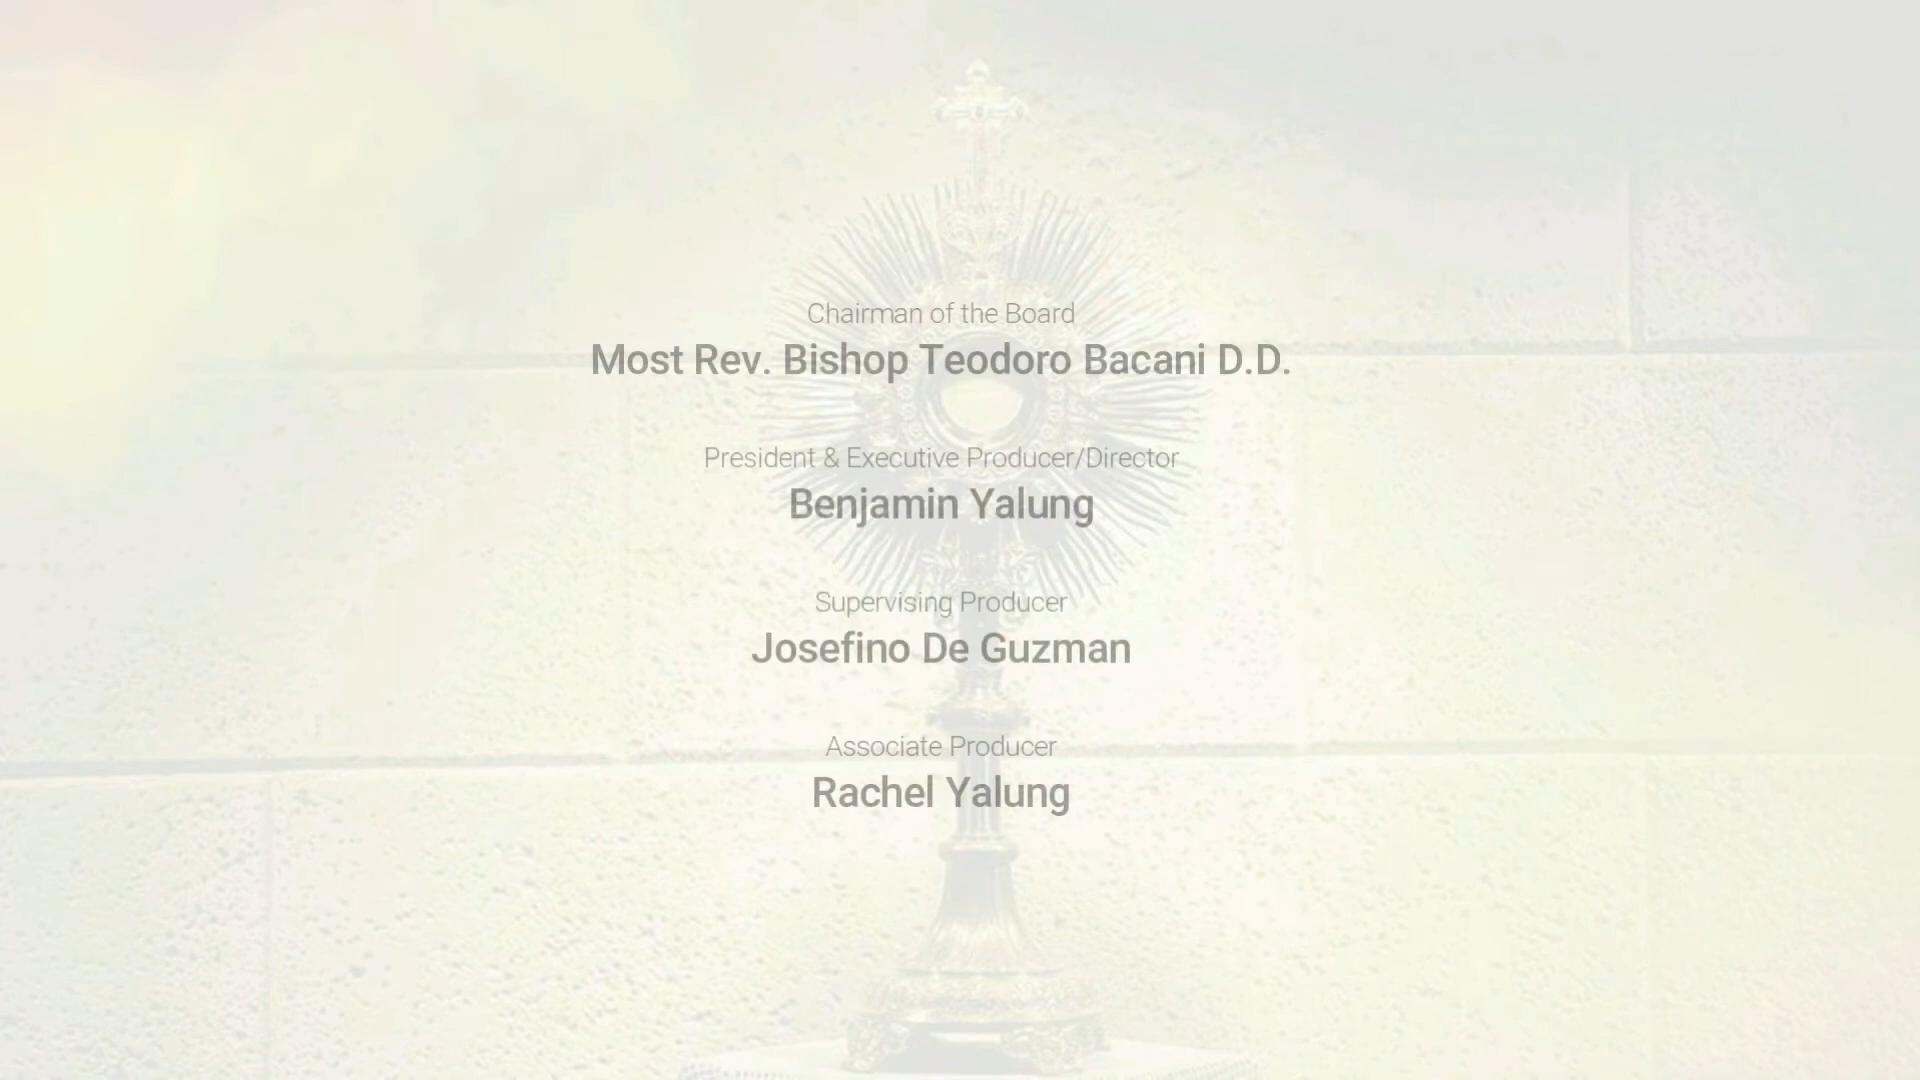 Chairman of the Board
Most Rev. Bishop Teodoro Bacani D.D.
President & Executive Producer/Director
Benjamin Yalung
Supervising Producer
Josefino De Guzman
Associate Producer
Rachel Yalung